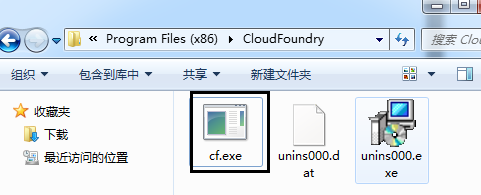 « Program Files (x86) ▸ CloudFoundry
搜索 Clo
组织 包含到库中 共享 新建文件夹
收藏夹
下载
最近访问的位置
cf.exe
unins000.d
at
unins000.e
xe